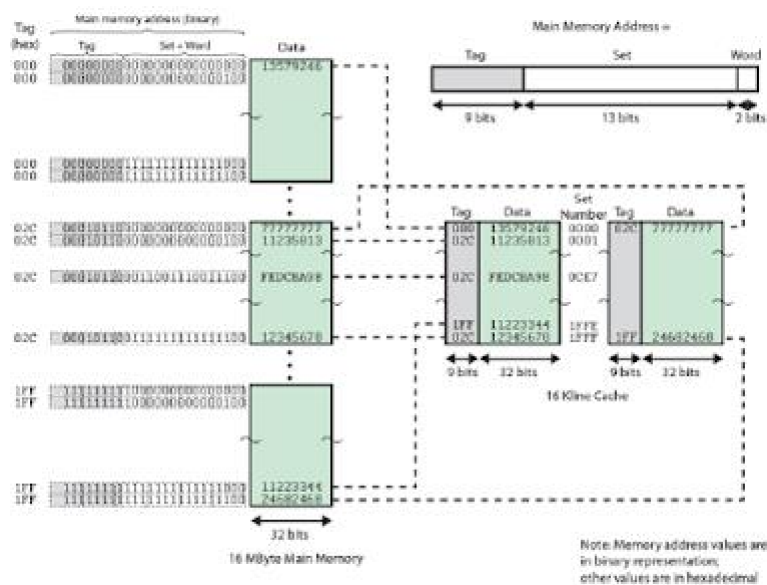 Tag
(hex)
Main memory address (binary)
Tag
Set + Word
Data
000
000
13579246
000
000
02C
02C
77777777
11235813
02C
FEDCBA98
02C
12345678
1FF
1FF
1FF
1FF
11223344
24682468
32 bits
16 MByte Main Memory
Main Memory Address =
Tag
Set
Word
9 bits
13 bits
2 bits
Tag
Data
Set
Number
Tag
Data
000
13579246
0000
02C
77777777
02C
11235813
0001
02C
FEDCBA98
0CE7
1FF
11223344
1FFE
02C
12345678
1FFF
1FF
24682468
9 bits
32 bits
9 bits
32 bits
16 Kline Cache
Note: Memory address values are
in binary representation;
other values are in hexadecimal